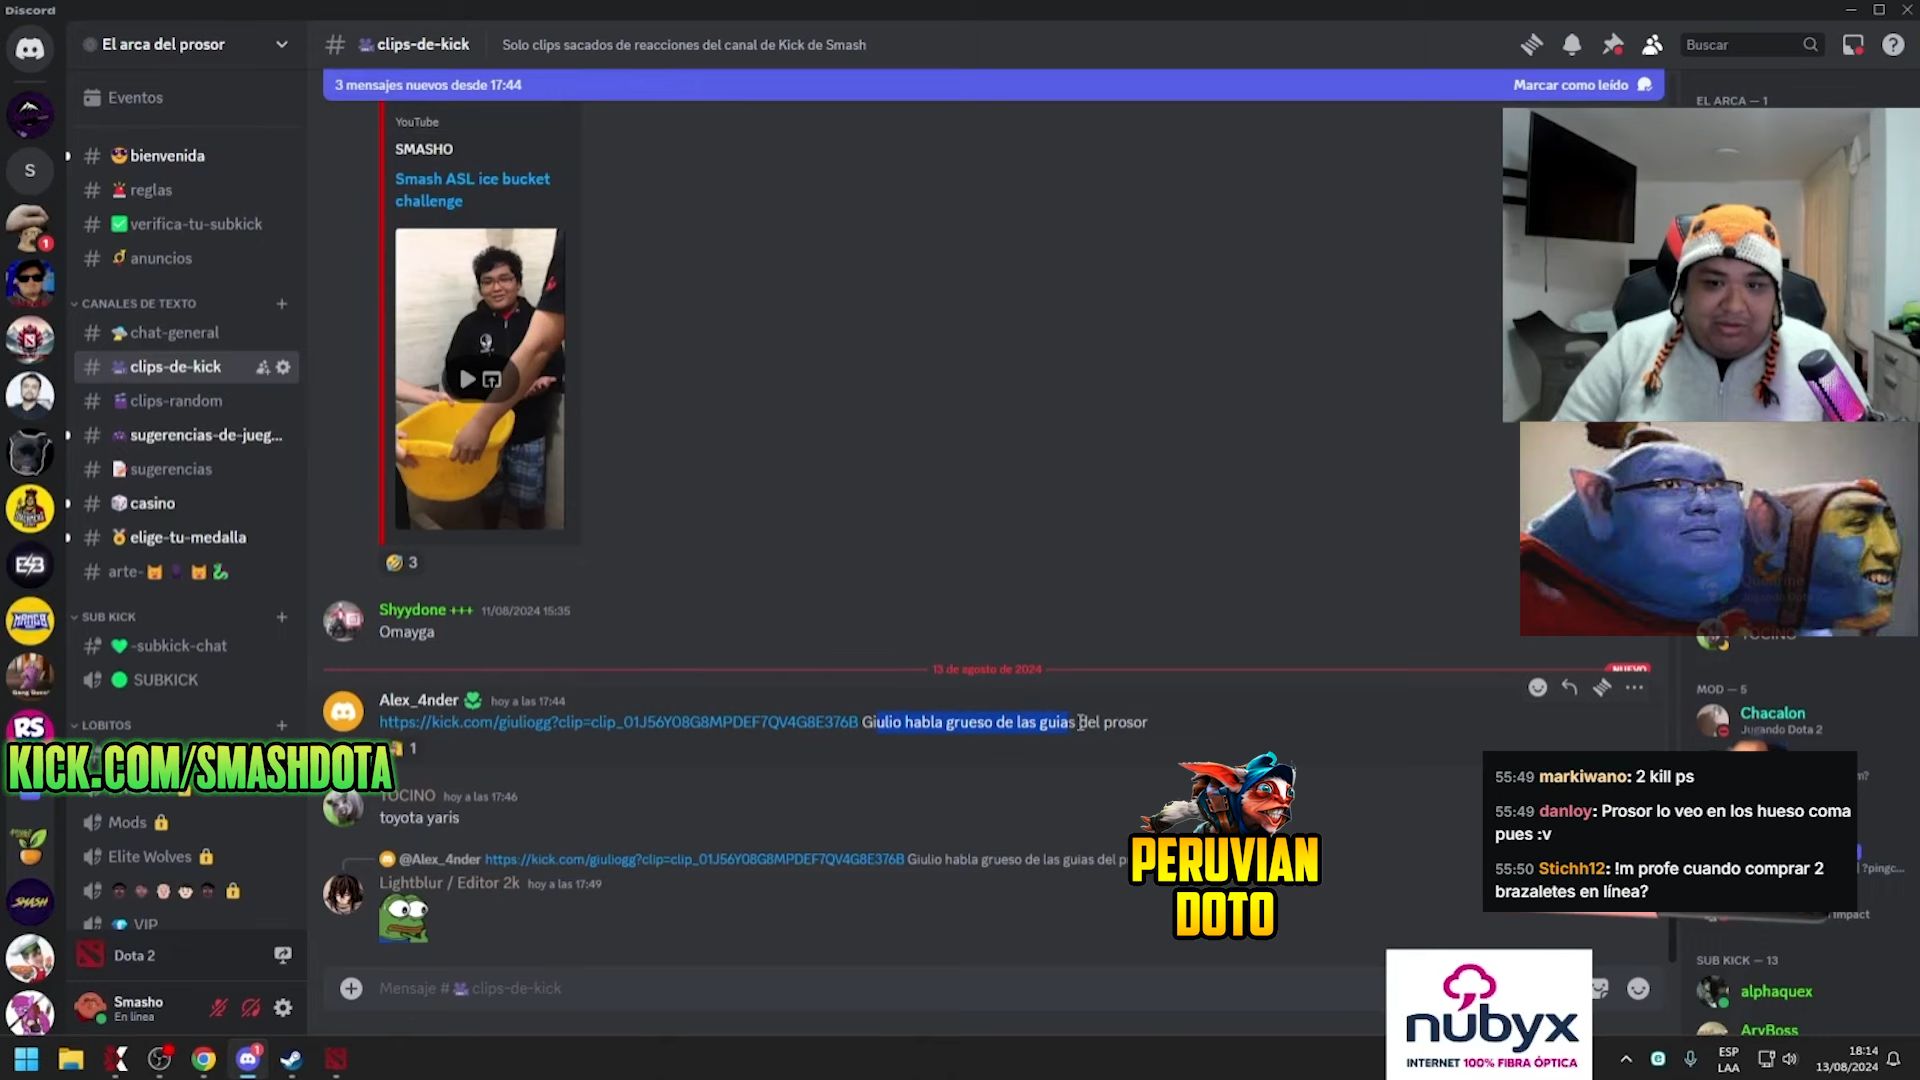 Discord
El arca del prosor
clips-de-kick
Solo clips sacados de reacciones del canal de Kick de Smash
Buscar
3 mensajes nuevos desde 17:44
Marcar como leído
Eventos
bienvenida
reglas
verifica-tu-subkick
anuncios
CANALES DE TEXTO
chat-general
clips-de-kick
clips-random
sugerencias-de-jueg...
sugerencias
casino
elige-tu-medalla
arte-
SUB KICK
-subkick-chat
SUBKICK
LOBITOS
KICK.COM/SMASHDOTA
Mods
Elite Wolves
VIP
Dota 2
Smasho
En línea
YouTube
SMASHO
Smash ASL ice bucket
challenge
3
Shyydone +++ 11/08/2024 15:35
Omayga
13 de agosto de 2024
NUEVO
Alex_4nder hoy a las 17:44
https://kick.com/giuliogg?clip=clip_01J56Y08G8MPDEF7QV4G8E376B Giulio habla grueso de las guias del prosor
1
TOCINO hoy a las 17:46
toyota yaris
@Alex_4nder https://kick.com/giuliogg?clip=clip_01J56Y08G8MPDEF7QV4G8E376B Giulio habla grueso de las guias del p
Lightblur / Editor 2k hoy a las 17:49
Mensaje # clips-de-kick
PERUVIAN
DOTO
EL ARCA — 1
TOCINO
MOD — 5
Chacalon
Jugando Dota 2
55:49 markiwano: 2 kill ps
55:49 danloy: Prosor lo veo en los hueso coma
pues :v
55:50 Stichh12: !m profe cuando comprar 2
brazaletes en línea?
?pingc...
impact
SUB KICK — 13
alphaquex
AryBoss
nubyx
INTERNET 100% FIBRA ÓPTICA
ESP
LAA
18:14
13/08/2024
S
1
E4B
RS
SMASH